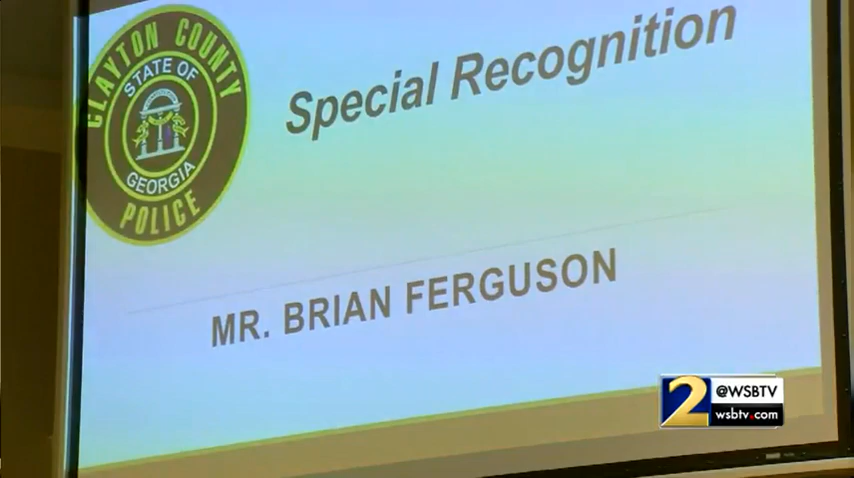 CLAYTON COUNTY
STATE OF
GEORGIA
POLICE
Special Recognition
MR. BRIAN FERGUSON
2
@WSBTV
wsbtv.com